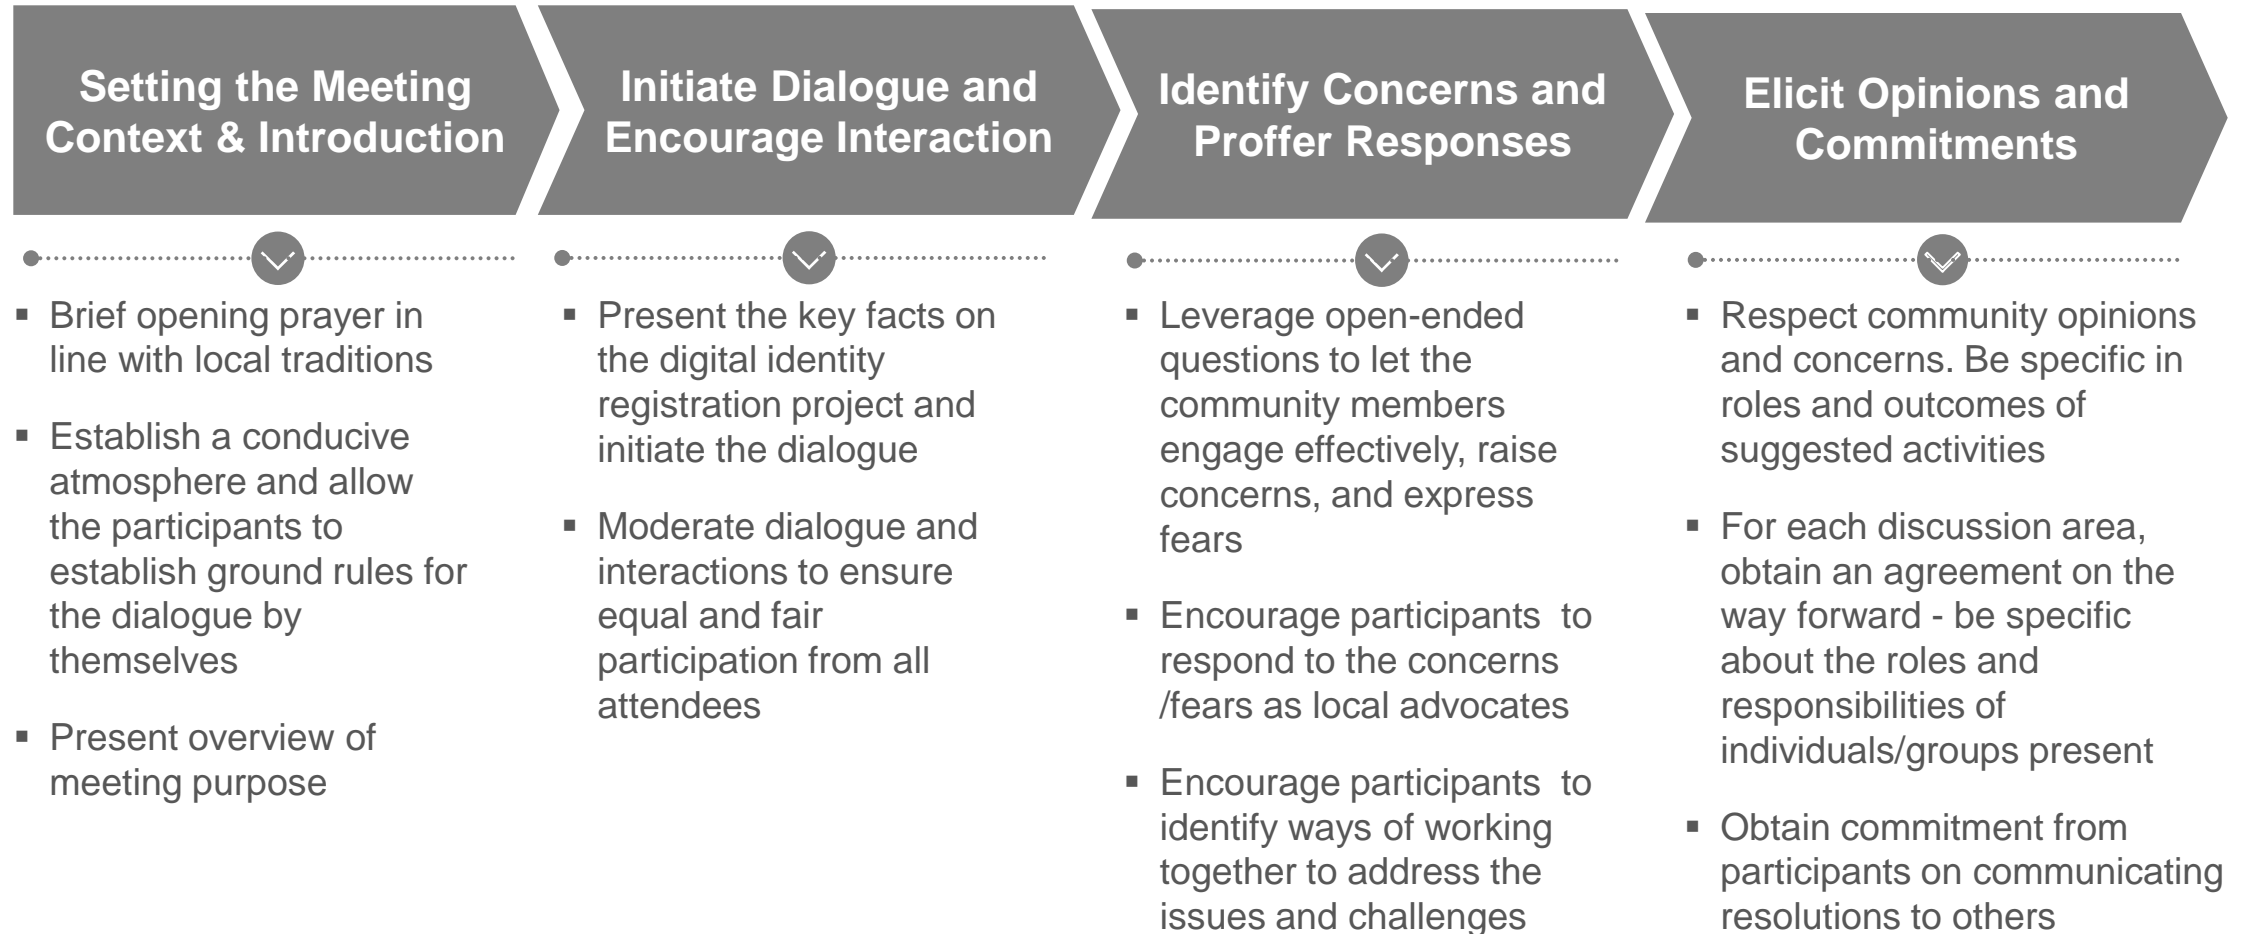 Setting the Meeting
Context & Introduction
Initiate Dialogue and
Encourage Interaction
Identify Concerns and
Proffer Responses
Elicit Opinions and
Commitments
▪ Brief opening prayer in
line with local traditions
▪ Establish a conducive
atmosphere and allow
the participants to
establish ground rules for
the dialogue by
themselves
▪ Present overview of
meeting purpose
▪ Present the key facts on
the digital identity
registration project and
initiate the dialogue
▪ Moderate dialogue and
interactions to ensure
equal and fair
participation from all
attendees
▪ Leverage open-ended
questions to let the
community members
engage effectively, raise
concerns, and express
fears
▪ Encourage participants  to
respond to the concerns
/fears as local advocates
▪ Encourage participants  to
identify ways of working
together to address the
issues and challenges
▪ Respect community opinions
and concerns. Be specific in
roles and outcomes of
suggested activities
▪ For each discussion area,
obtain an agreement on the
way forward - be specific
about the roles and
responsibilities of
individuals/groups present
▪ Obtain commitment from
participants on communicating
resolutions to others